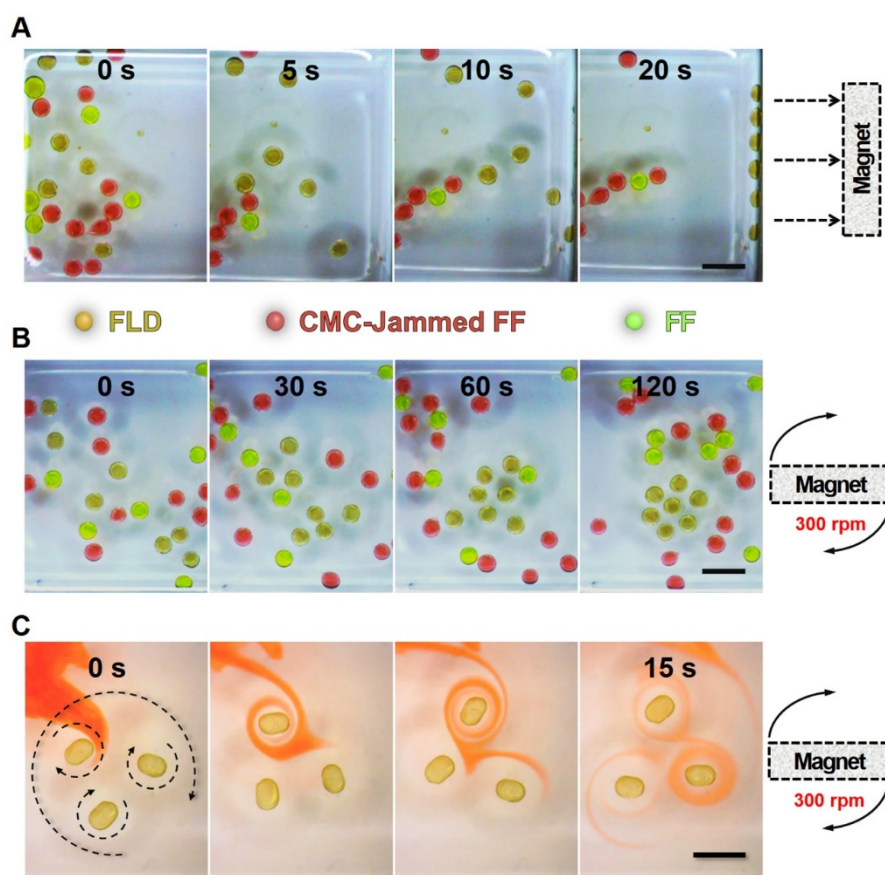 A
0 s 5 s 10 s 20 s
Magnet
FLD CMC-Jammed FF FF
B
0 s 30 s 60 s 120 s
Magnet
300 rpm
C
0 s 15 s
Magnet
300 rpm